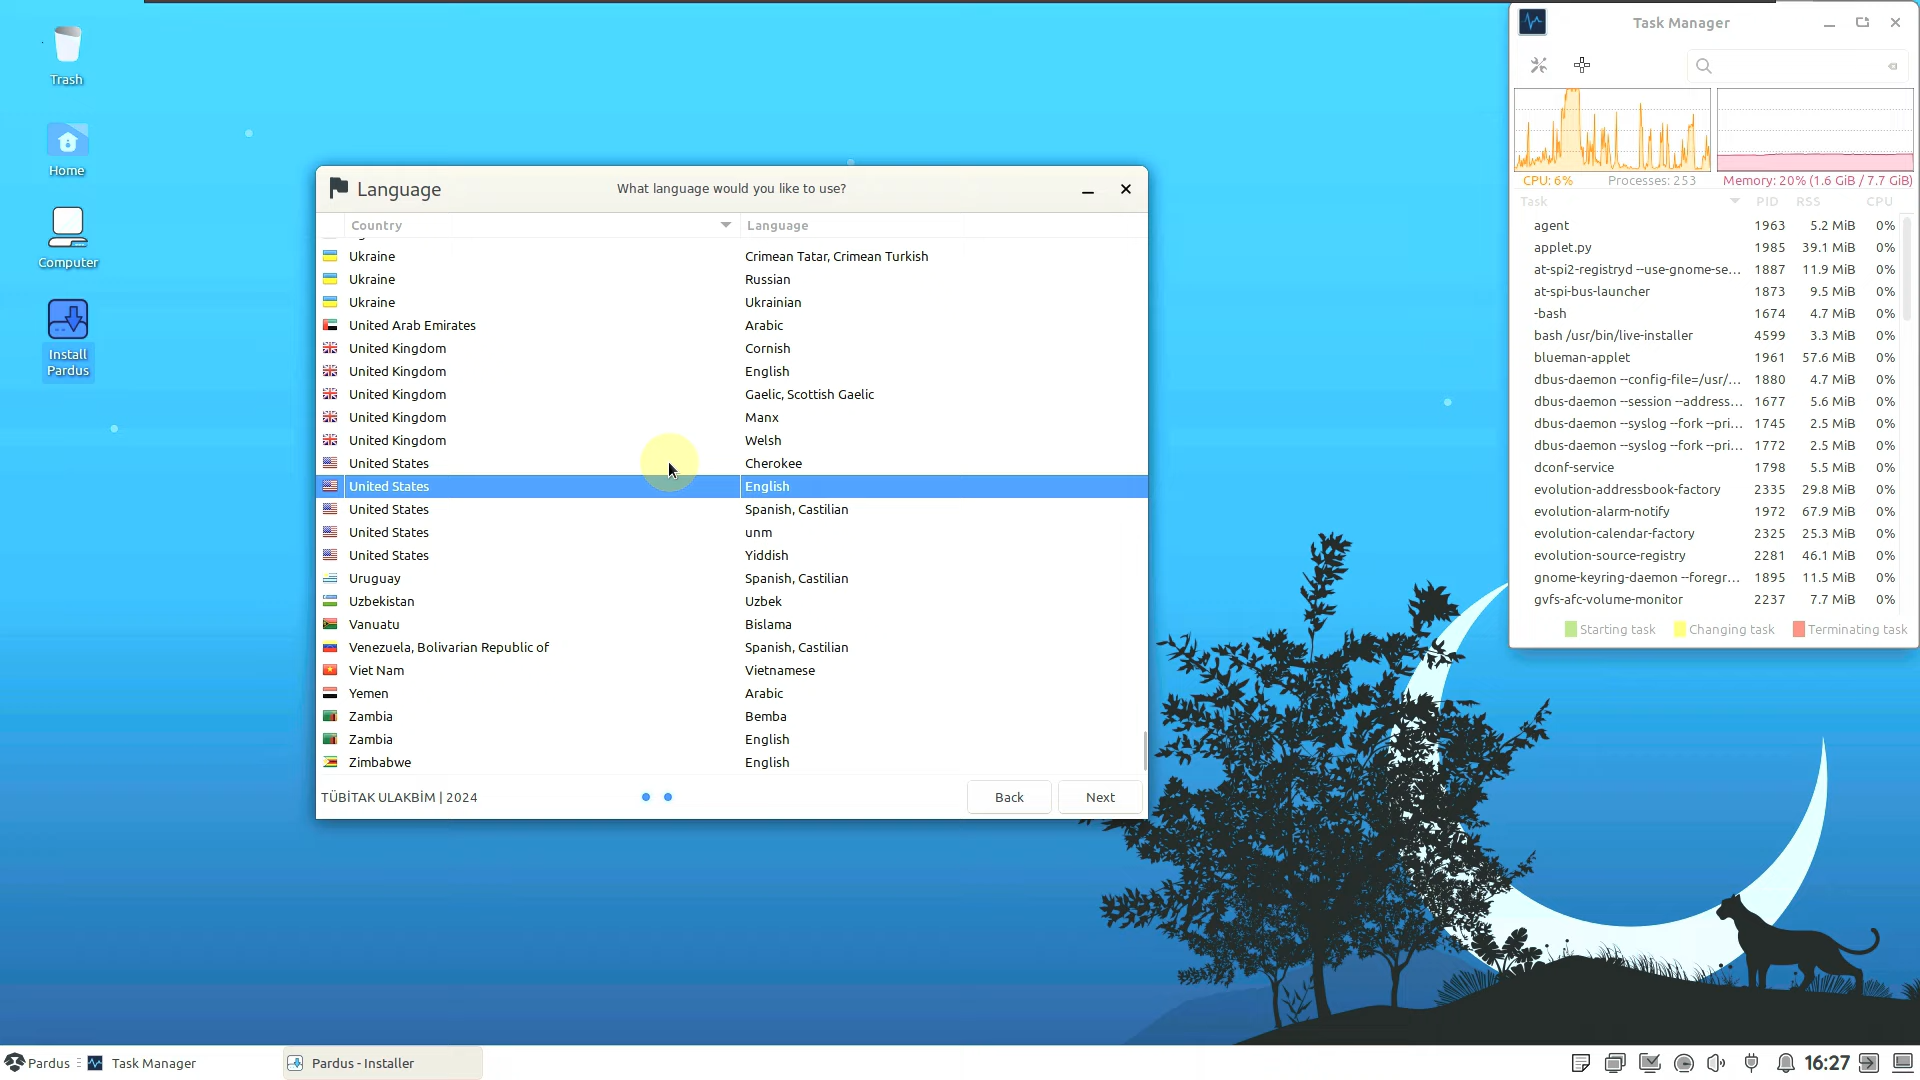 Trash
Home
Computer
Install
Pardus
Language
What language would you like to use?
Country Language
Ukraine Crimean Tatar, Crimean Turkish
Ukraine Russian
Ukraine Ukrainian
United Arab Emirates Arabic
United Kingdom Cornish
United Kingdom English
United Kingdom Gaelic, Scottish Gaelic
United Kingdom Manx
United Kingdom Welsh
United States Cherokee
United States English
United States Spanish, Castilian
United States unm
United States Yiddish
Uruguay Spanish, Castilian
Uzbekistan Uzbek
Vanuatu Bislama
Venezuela, Bolivarian Republic of Spanish, Castilian
Viet Nam Vietnamese
Yemen Arabic
Zambia Bemba
Zambia English
Zimbabwe English
TÜBİTAK ULAKBİM | 2024 Back Next
Task Manager
CPU: 6% Processes: 253 Memory: 20% (1.6 GiB / 7.7 GiB)
Task PID RSS CPU
agent 1963 5.2 MiB 0%
applet.py 1985 39.1 MiB 0%
at-spi2-registryd --use-gnome-se... 1887 11.9 MiB 0%
at-spi-bus-launcher 1873 9.5 MiB 0%
-bash 1674 4.7 MiB 0%
bash /usr/bin/live-installer 4599 3.3 MiB 0%
blueman-applet 1961 57.6 MiB 0%
dbus-daemon --config-file=/usr/... 1880 4.7 MiB 0%
dbus-daemon --session --address... 1677 5.6 MiB 0%
dbus-daemon --syslog --fork --pri... 1745 2.5 MiB 0%
dbus-daemon --syslog --fork --pri... 1772 2.5 MiB 0%
dconf-service 1798 5.5 MiB 0%
evolution-addressbook-factory 2335 29.8 MiB 0%
evolution-alarm-notify 1972 67.9 MiB 0%
evolution-calendar-factory 2325 25.3 MiB 0%
evolution-source-registry 2281 46.1 MiB 0%
gnome-keyring-daemon --foregr... 1895 11.5 MiB 0%
gvfs-afc-volume-monitor 2237 7.7 MiB 0%
Starting task Changing task Terminating task
Pardus Task Manager Pardus - Installer 16:27